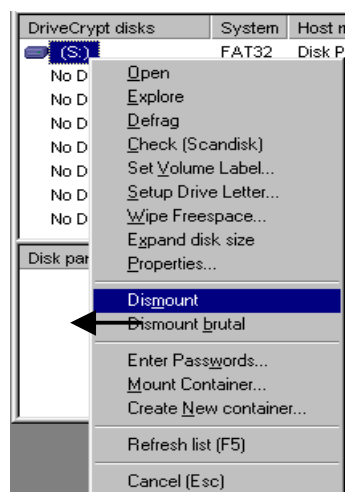 DriveCrypt disks System Host n
(S:) FAT32 Disk P
No D
No D
No D
No D
No D
No D
No D
Disk par
Open
Explore
Defrag
Check (Scandisk)
Set Volume Label...
Setup Drive Letter...
Wipe Freespace...
Expand disk size
Properties...
Dismount
Dismount brutal
Enter Passwords...
Mount Container...
Create New container...
Refresh list (F5)
Cancel (Esc)